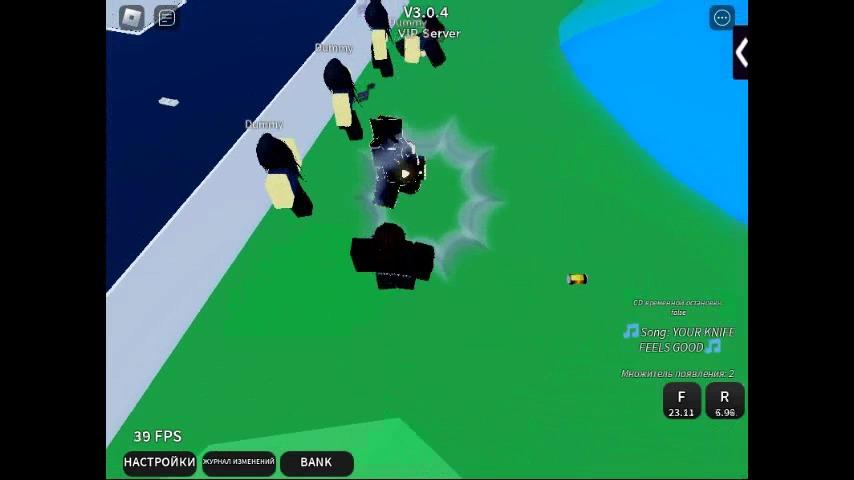 V3.0.4
Dummy
VIP Server
Dummy
Dummy
CD временной остановки:
false
🎵Song: YOUR KNIFE
FEELS GOOD🎵
Множитель появления: 2
F
23.11
R
6.96
39 FPS
НАСТРОЙКИ
ЖУРНАЛ ИЗМЕНЕНИЙ
BANK